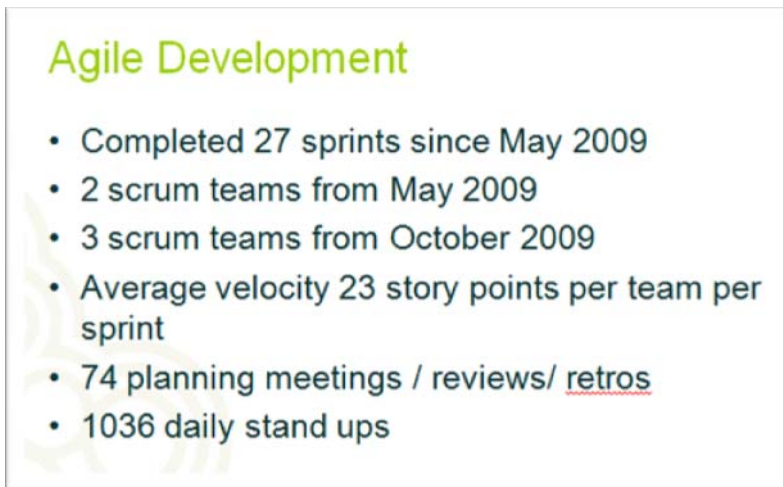 Agile Development
• Completed 27 sprints since May 2009
• 2 scrum teams from May 2009
• 3 scrum teams from October 2009
• Average velocity 23 story points per team per
sprint
• 74 planning meetings / reviews/ retros
• 1036 daily stand ups